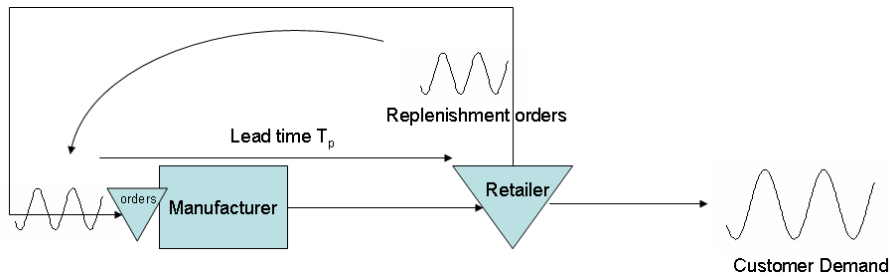 Replenishment orders
Lead time Tp
orders
Manufacturer
Retailer
Customer Demand